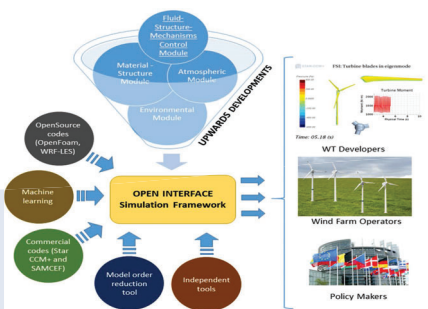 Fluid-
Structure-
Mechanisms
Control
Module
Material -
Structure
Module
Atmospheric
Module
Environmental
Module
UPWARDS DEVELOPMENTS
OpenSource
codes
(OpenFoam,
WRF-LES)
Machine
learning
Commercial
codes (Star
CCM+ and
SAMCEF)
OPEN INTERFACE
Simulation Framework
Model order
reduction
tool
Independent
tools
FSI: Turbine blades in eigenmode
Turbine Moment
Physical Time (s)
Time: 05.18 (s)
WT Developers
Wind Farm Operators
Policy Makers